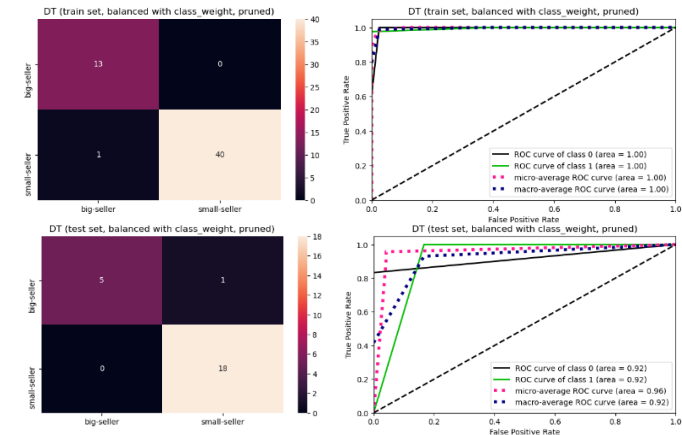 DT (train set, balanced with class_weight, pruned)
big-seller
small-seller
13
0
1
40
big-seller
small-seller
40
35
30
25
20
15
10
5
0
DT (train set, balanced with class_weight, pruned)
True Positive Rate
1.0
0.8
0.6
0.4
0.2
0.0
ROC curve of class 0 (area = 1.00)
ROC curve of class 1 (area = 1.00)
micro-average ROC curve (area = 1.00)
macro-average ROC curve (area = 1.00)
0.0
0.2
0.4
0.6
0.8
1.0
False Positive Rate
DT (test set, balanced with class_weight, pruned)
big-seller
small-seller
5
1
0
18
big-seller
small-seller
18
16
14
12
10
8
6
4
2
0
DT (test set, balanced with class_weight, pruned)
True Positive Rate
1.0
0.8
0.6
0.4
0.2
0.0
ROC curve of class 0 (area = 0.92)
ROC curve of class 1 (area = 0.92)
micro-average ROC curve (area = 0.96)
macro-average ROC curve (area = 0.92)
0.0
0.2
0.4
0.6
0.8
1.0
False Positive Rate